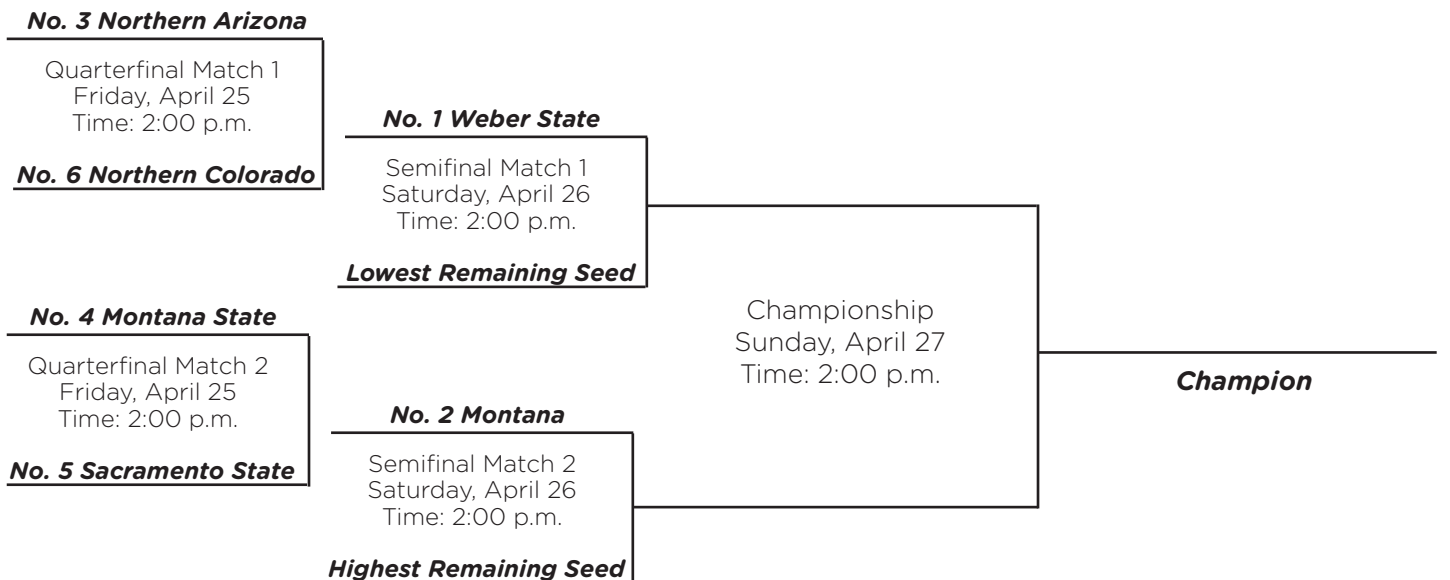 No. 3 Northern Arizona
Quarterfinal Match 1
Friday, April 25
Time: 2:00 p.m.
No. 6 Northern Colorado
No. 1 Weber State
Semifinal Match 1
Saturday, April 26
Time: 2:00 p.m.
Lowest Remaining Seed
No. 4 Montana State
Quarterfinal Match 2
Friday, April 25
Time: 2:00 p.m.
No. 5 Sacramento State
No. 2 Montana
Semifinal Match 2
Saturday, April 26
Time: 2:00 p.m.
Highest Remaining Seed
Championship
Sunday, April 27
Time: 2:00 p.m.
Champion